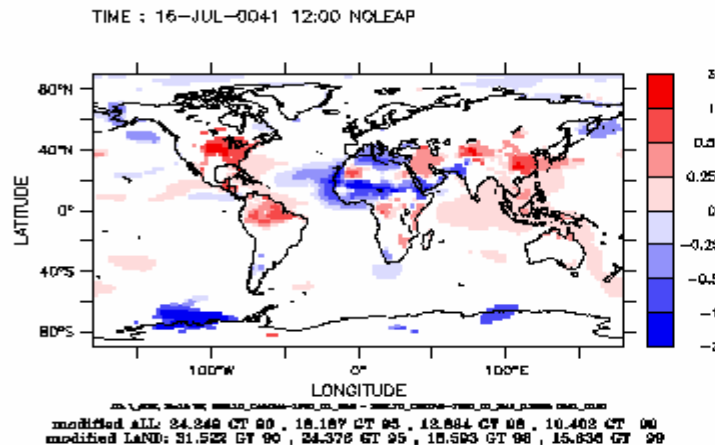 TIME : 16-JUL-0041 12:00 NOLEAP
80°N
40°N
0°
40°S
80°S
LATITUDE
100°W
0°
100°E
LONGITUDE
1
0.5
0.25
0
-0.25
-0.5
-1
-2
modified ALL: 24.249 GT 90 , 18.187 GT 95 , 12.884 GT 98 , 10.402 GT 99
modified LAND: 31.522 GT 90 , 24.376 GT 95 , 18.593 GT 98 , 15.636 GT 99